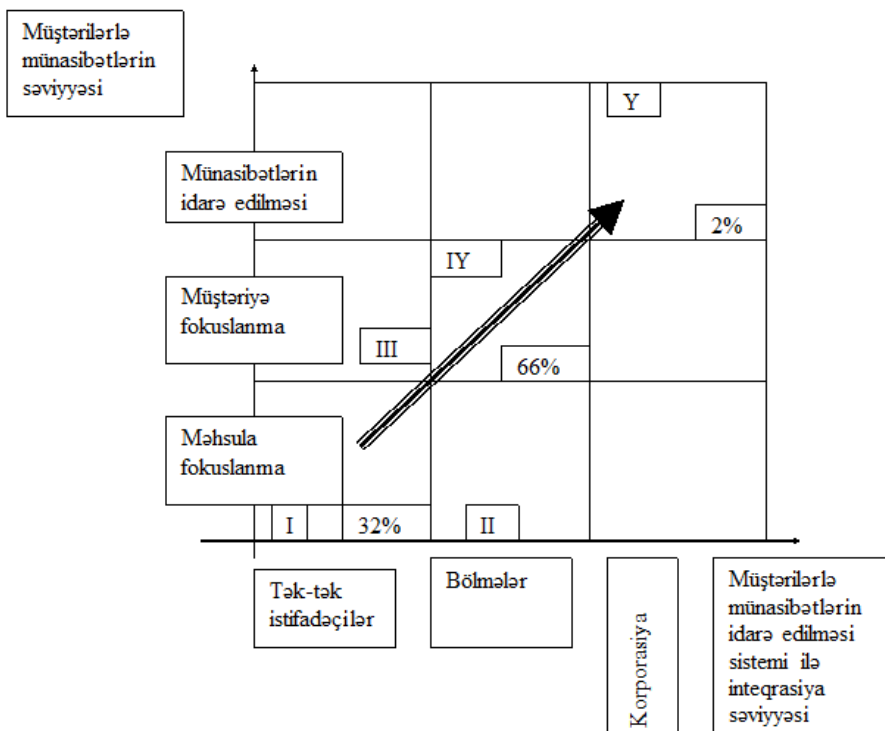 Müştərilərlə
münasibətlərin
səviyyəsi
Y
Münasibətlərin
idarə edilməsi
2%
IY
Müştəriyə
fokuslanma
III
66%
Məhsula
fokuslanma
I
32%
II
Tək-tək
istifadəçilər
Bölmələr
Korporasiya
Müştərilərlə
münasibətlərin
idarə edilməsi
sistemi ilə
inteqrasiya
səviyyəsi